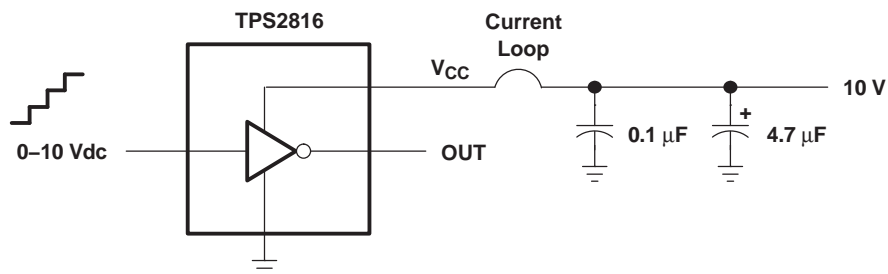 TPS2816
Current
Loop
VCC
10 V
+
0.1 μF
4.7 μF
0–10 Vdc
OUT